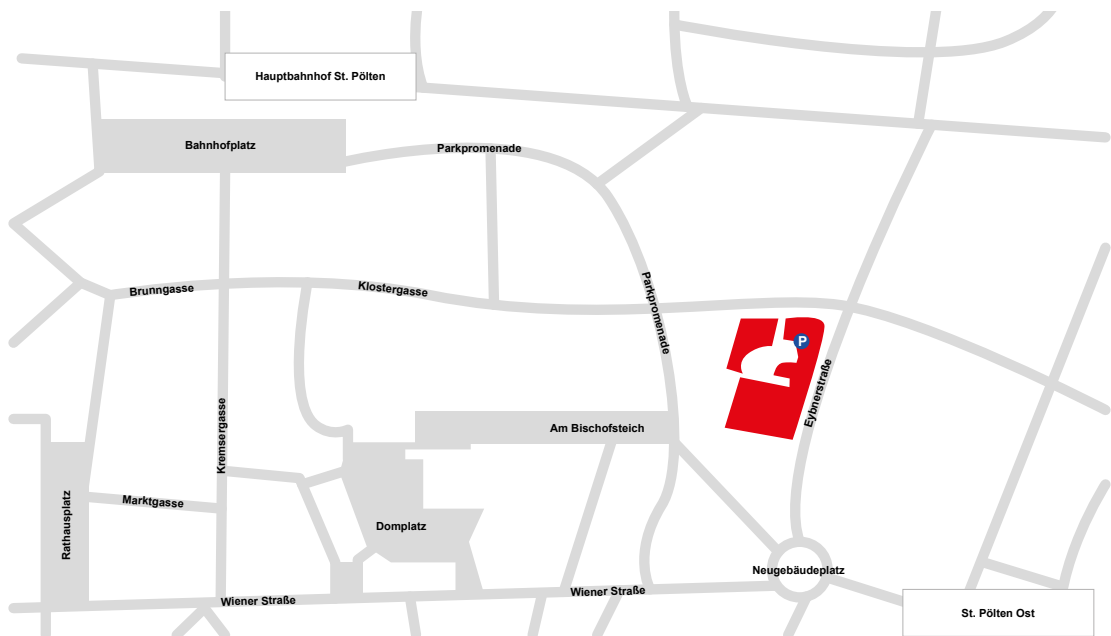 Hauptbahnhof St. Pölten
Bahnhofplatz
Parkpromenade
Brunngasse
Klostergasse
Parkpromenade
P
Eybnerstraße
Kremsergasse
Am Bischofsteich
Rathausplatz
Marktgasse
Domplatz
Neugebäudeplatz
Wiener Straße
Wiener Straße
St. Pölten Ost